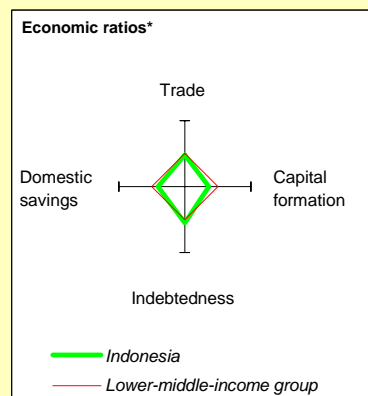 Economic ratios*
Trade
Domestic
savings
Capital
formation
Indebtedness
Indonesia
Lower-middle-income group